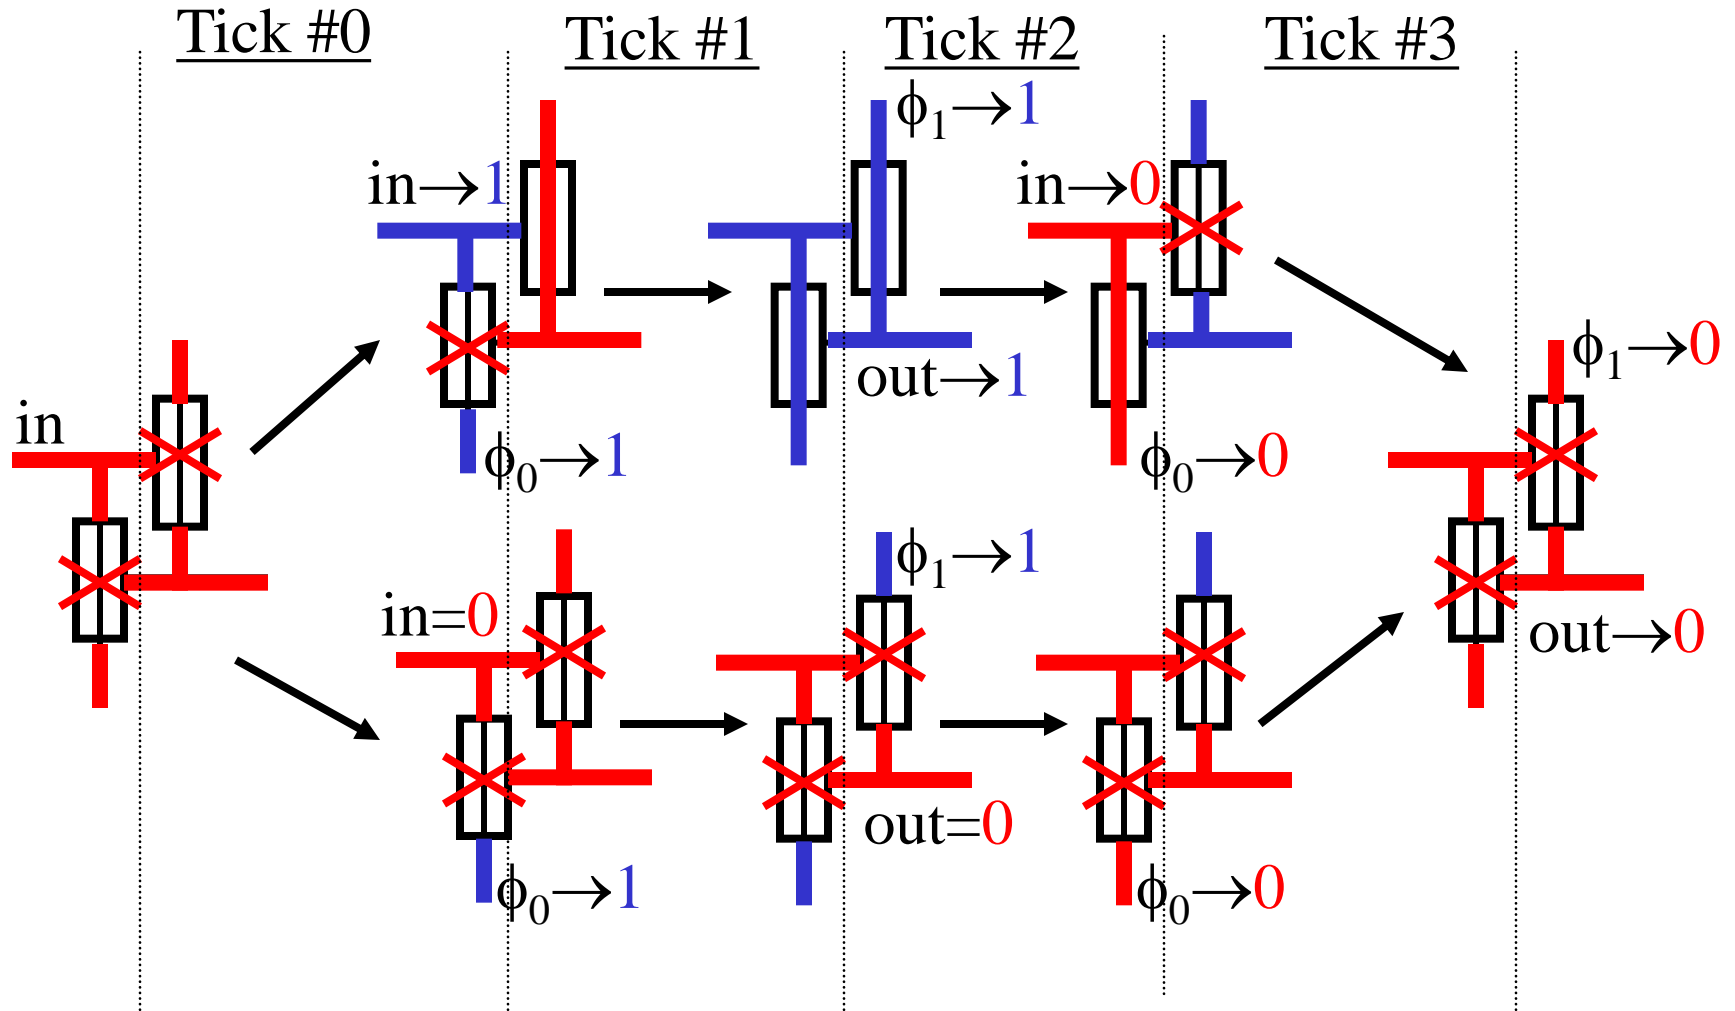 Tick #0
Tick #1
Tick #2
Tick #3
ϕ₁→1
in→1
in→0
ϕ₁→0
out→1
in
ϕ₀→1
ϕ₀→0
ϕ₁→1
in=0
out→0
out=0
ϕ₀→1
ϕ₀→0